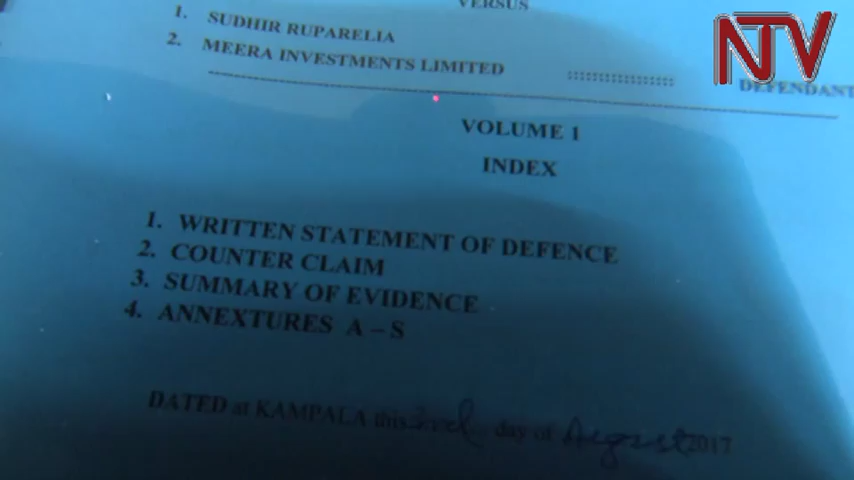 VERSUS
NTV
1. SUDHIR RUPARELIA
2. MEERA INVESTMENTS LIMITED :::::::::::::::::::: DEFENDANT
VOLUME 1
INDEX
1. WRITTEN STATEMENT OF DEFENCE
2. COUNTER CLAIM
3. SUMMARY OF EVIDENCE
4. ANNEXTURES A – S
DATED at KAMPALA this day of August 2017